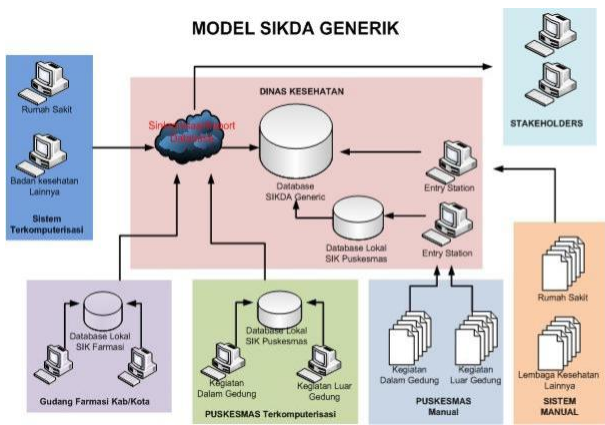 MODEL SIKDA GENERIK
Rumah Sakit
Badan kesehatan
Lainnya
Sistem
Terkomputerisasi
DINAS KESEHATAN
Database
SIKDA Generic
Entry Station
Database Lokal
SIK Puskesmas
Entry Station
STAKEHOLDERS
Database Lokal
SIK Farmasi
Gudang Farmasi Kab/Kota
Database Lokal
SIK Puskesmas
Kegiatan
Dalam Gedung
Kegiatan Luar
Gedung
PUSKESMAS Terkomputerisasi
Kegiatan
Dalam Gedung
Kegiatan
Luar Gedung
PUSKESMAS
Manual
Rumah Sakit
Lembaga Kesehatan
Lainnya
SISTEM
MANUAL